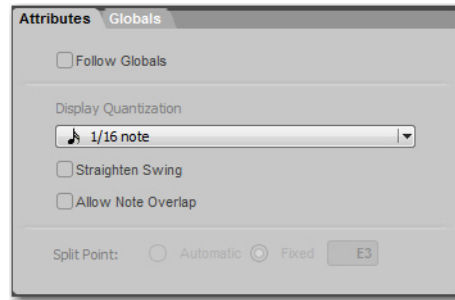 Attributes Globals
Follow Globals
Display Quantization
1/16 note
Straighten Swing
Allow Note Overlap
Split Point: Automatic Fixed E3